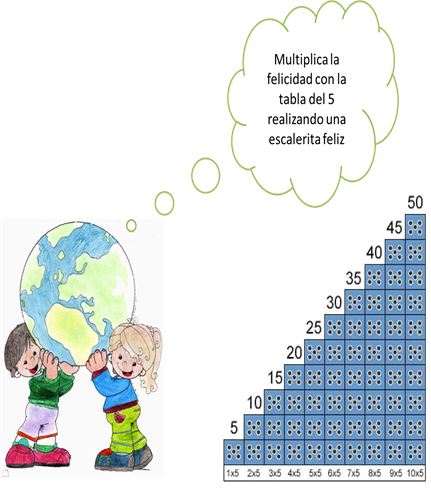 Multiplica la
felicidad con la
tabla del 5
realizando una
escalerita feliz
50
45
40
35
30
25
20
15
10
5
1x5 2x5 3x5 4x5 5x5 6x5 7x5 8x5 9x5 10x5